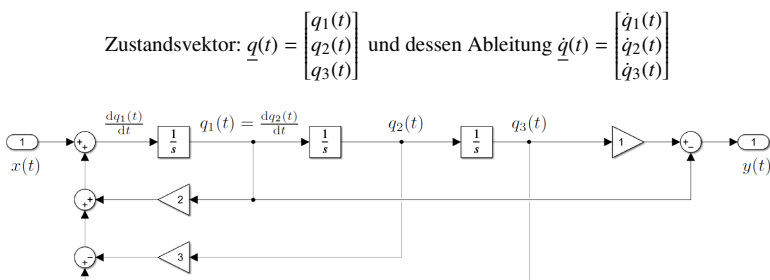 Zustandsvektor: q(t) = [q₁(t) q₂(t) q₃(t)] und dessen Ableitung q̇(t) = [q̇₁(t) q̇₂(t) q̇₃(t)]
dq₁(t)/dt
q₁(t) = dq₂(t)/dt
q₂(t)
q₃(t)
1
x(t)
+
+
1/s
1/s
1/s
1
+
−
1
y(t)
+
+
2
+
−
3